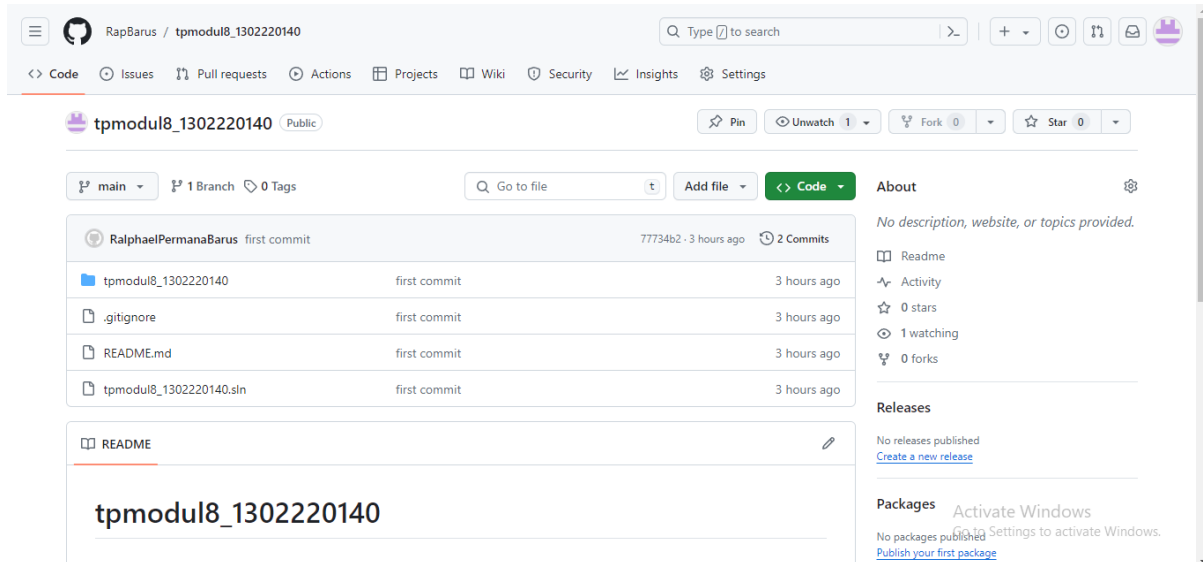 RapBarus / tpmodul8_1302220140
Type / to search
Code Issues Pull requests Actions Projects Wiki Security Insights Settings
tpmodul8_1302220140 Public
Pin Unwatch 1 Fork 0 Star 0
main 1 Branch 0 Tags Go to file t Add file Code
RalphaelPermanaBarus first commit 77734b2 · 3 hours ago 2 Commits
tpmodul8_1302220140 first commit 3 hours ago
.gitignore first commit 3 hours ago
README.md first commit 3 hours ago
tpmodul8_1302220140.sln first commit 3 hours ago
README
tpmodul8_1302220140
About
No description, website, or topics provided.
Readme
Activity
0 stars
1 watching
0 forks
Releases
No releases published
Create a new release
Packages
No packages published
Publish your first package
Activate Windows
Go to Settings to activate Windows.